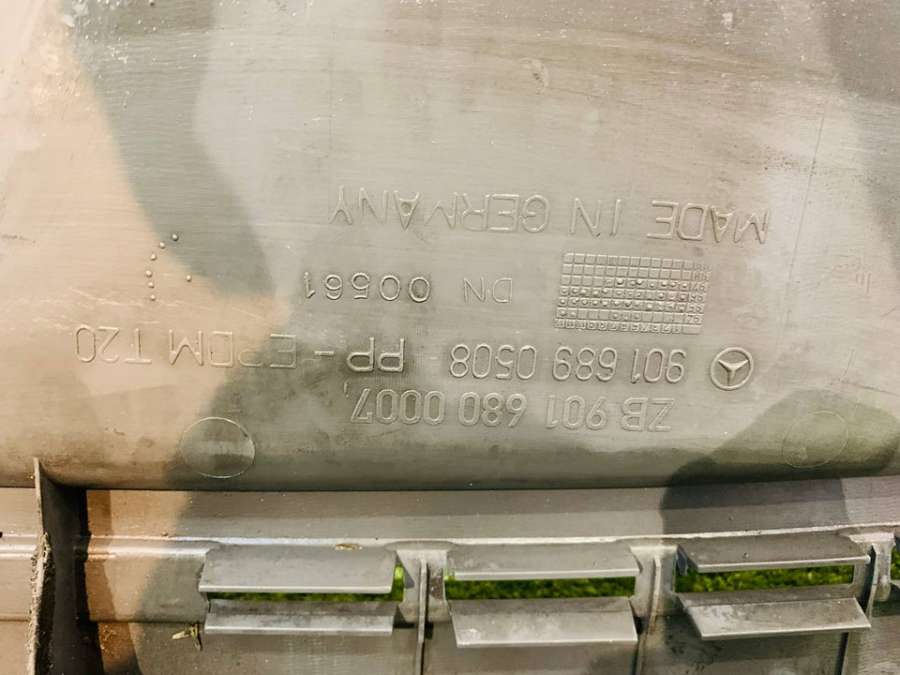 ZB 901 680 0007,
901 689 0508 PP-EPDM T20
DN 00561
MADE IN GERMANY